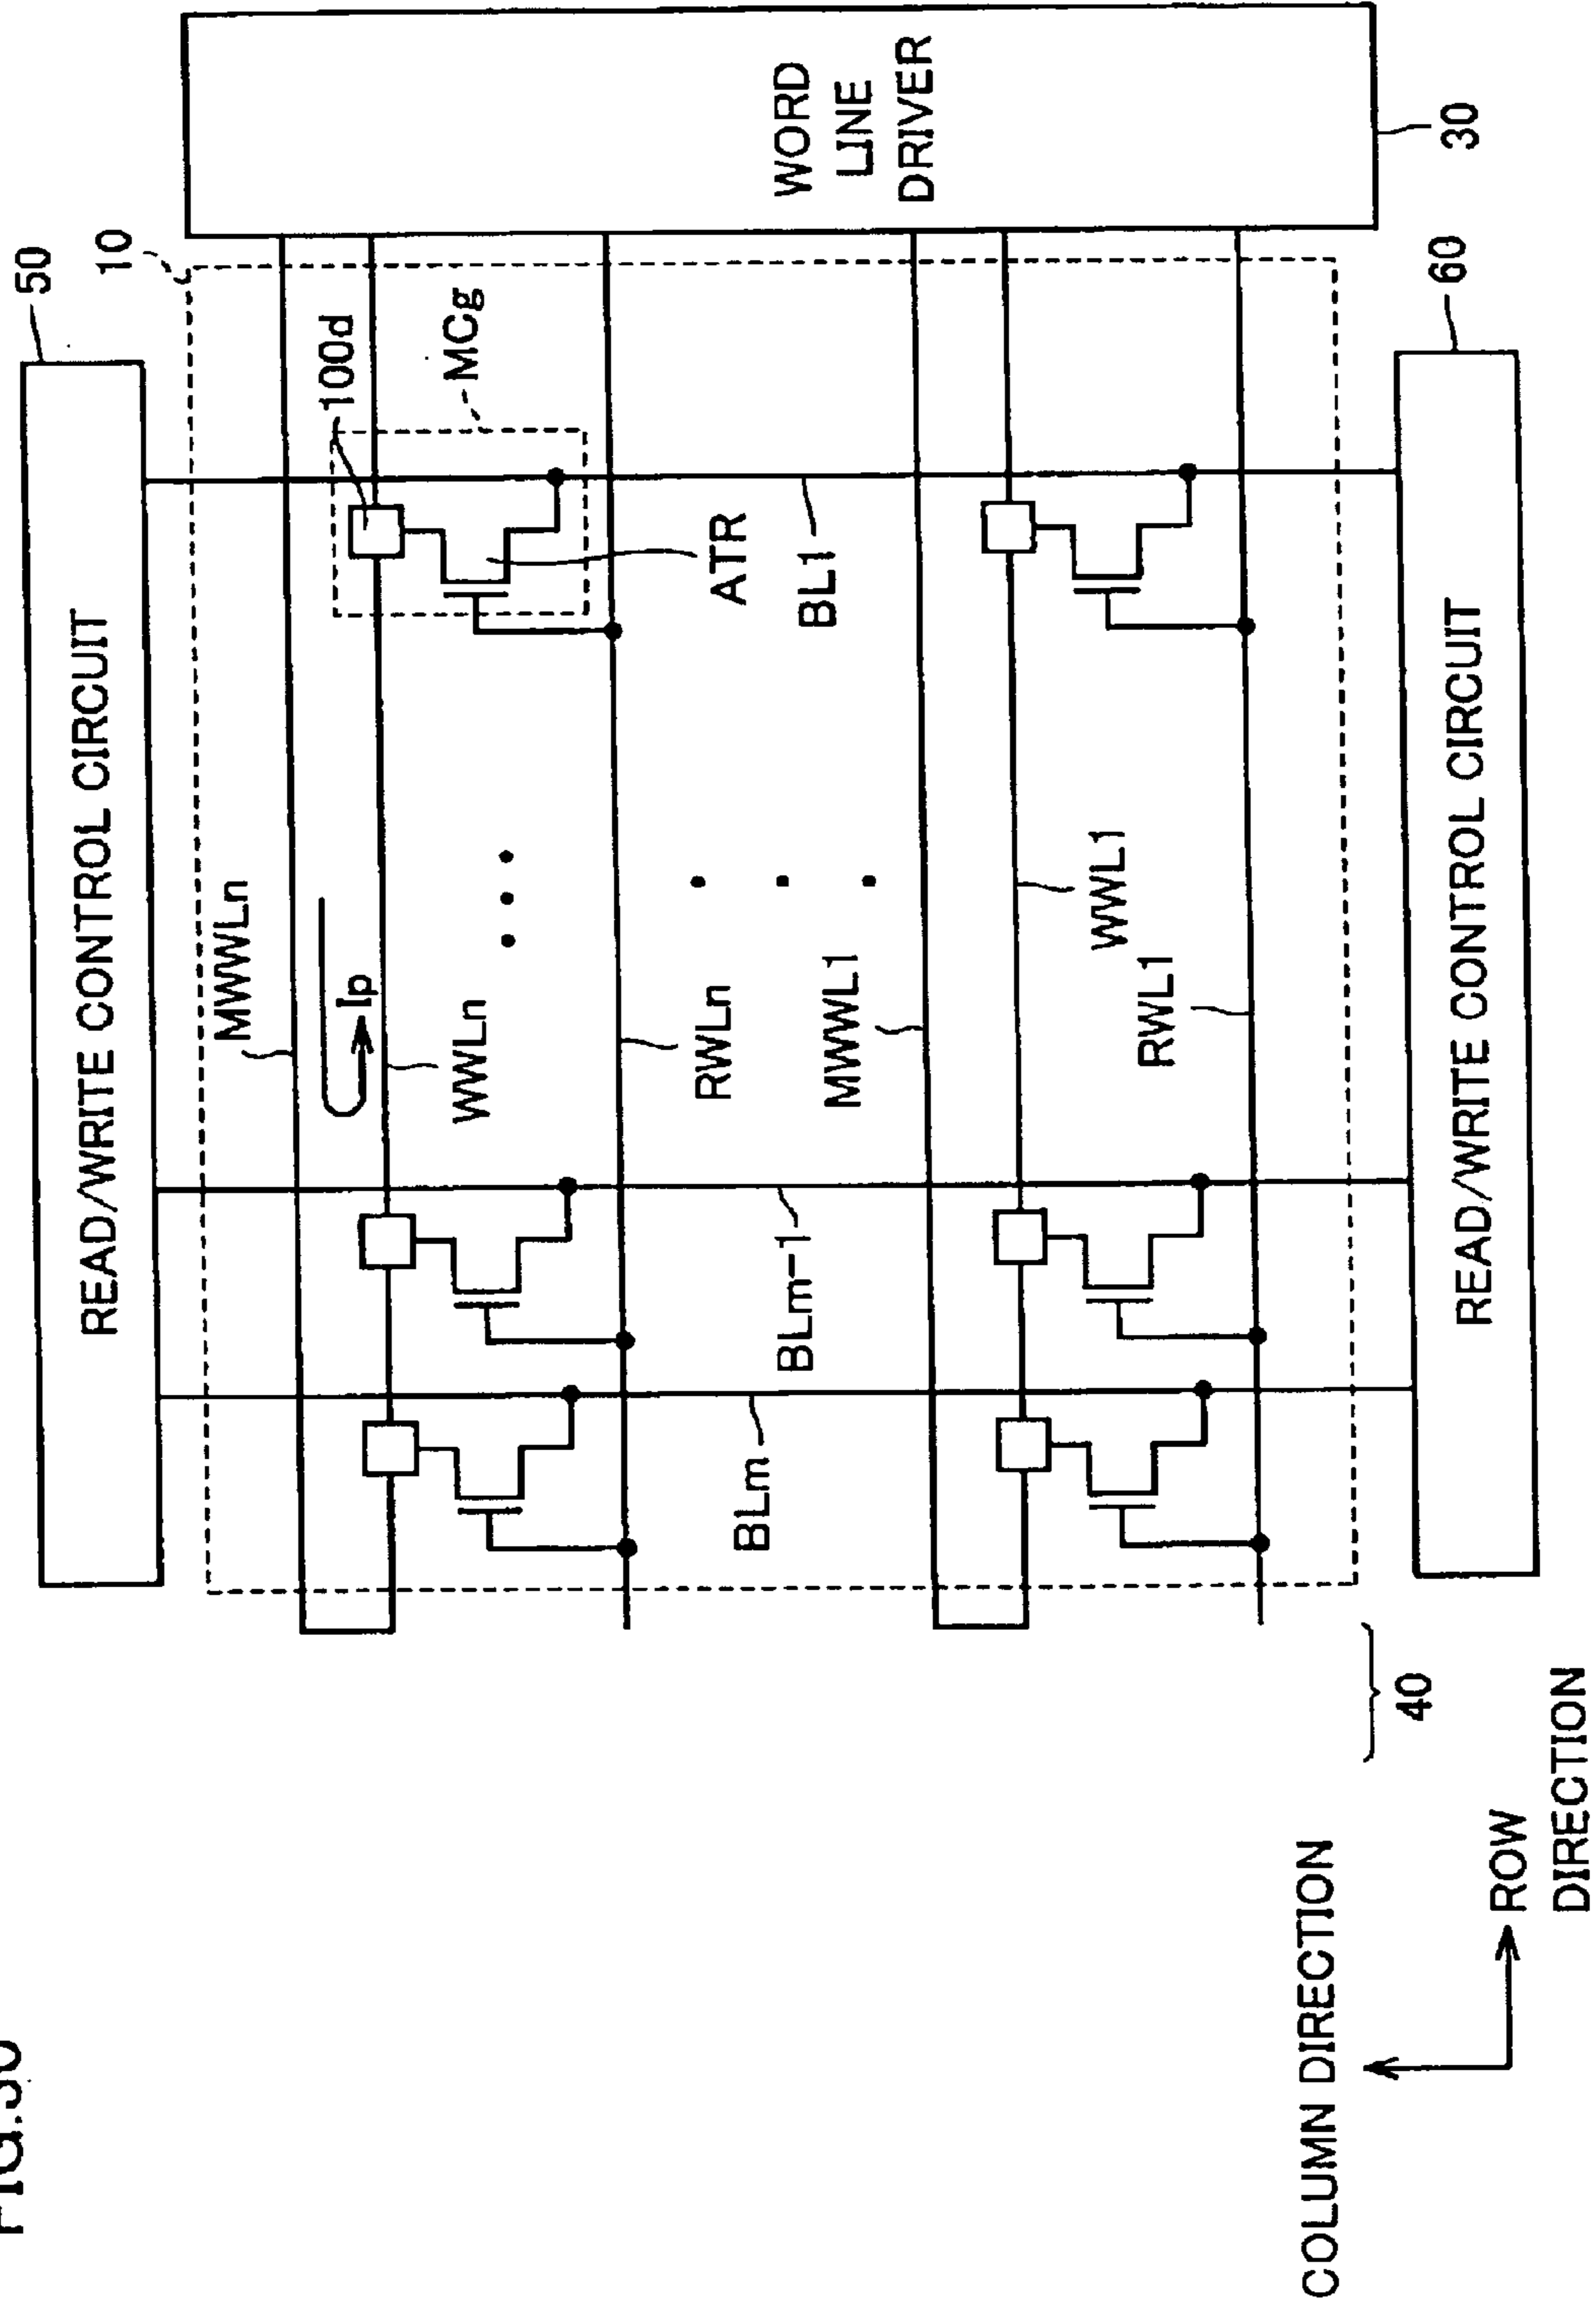 FIG.36
READ/WRITE CONTROL CIRCUIT
50
10
MWWLn
Ip
WWLn
100d
MCg
WORD
LINE
DRIVER
30
RWLn
ATR
BLm
BLm-1
BL1
MWWL1
WWL1
RWL1
READ/WRITE CONTROL CIRCUIT
60
40
COLUMN DIRECTION
ROW
DIRECTION